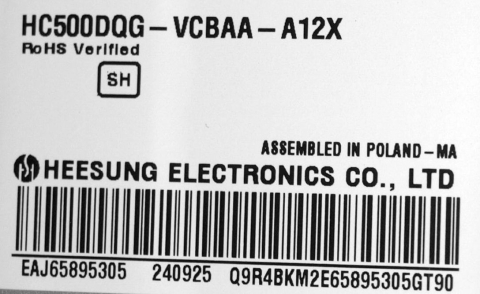 HC500DQG-VCBAA-A12X
RoHS Verified
SH
ASSEMBLED IN POLAND-MA
HEESUNG ELECTRONICS CO., LTD
EAJ65895305 240925 Q9R4BKM2E65895305GT90